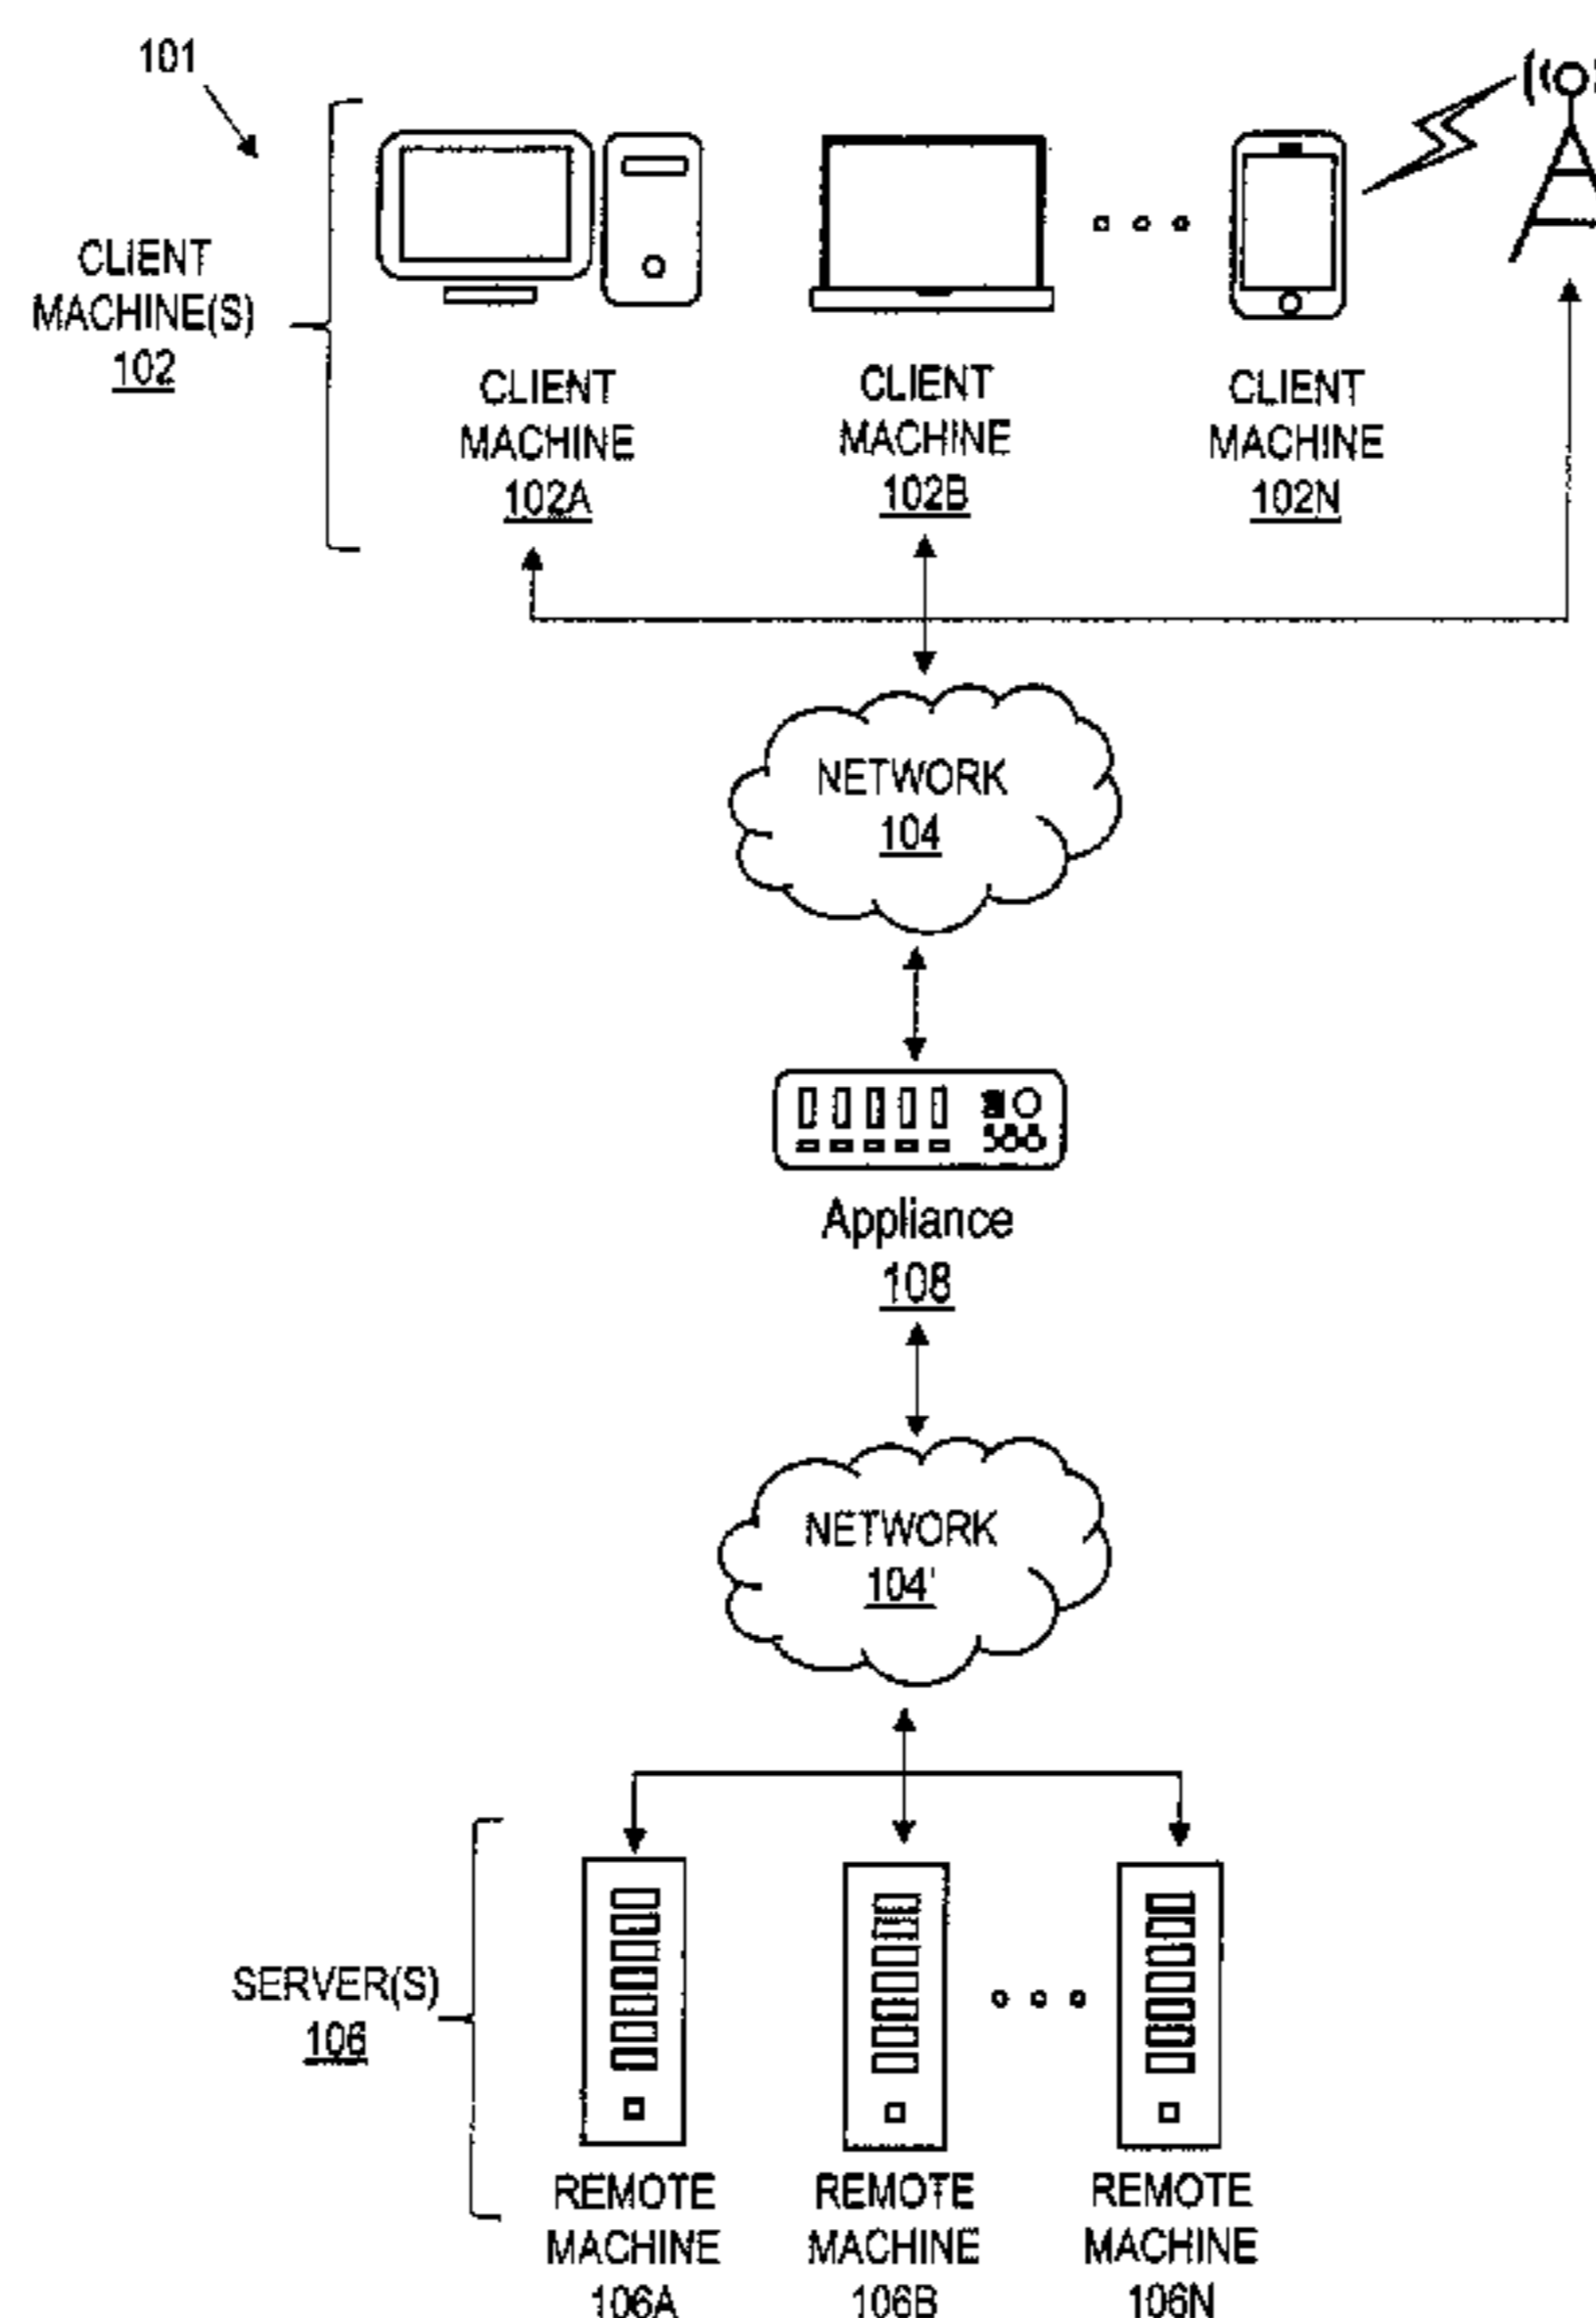 101
CLIENT
MACHINE(S)
102
CLIENT
MACHINE
102A
CLIENT
MACHINE
102B
CLIENT
MACHINE
102N
NETWORK
104
Appliance
108
NETWORK
104'
SERVER(S)
106
REMOTE
MACHINE
106A
REMOTE
MACHINE
106B
REMOTE
MACHINE
106N